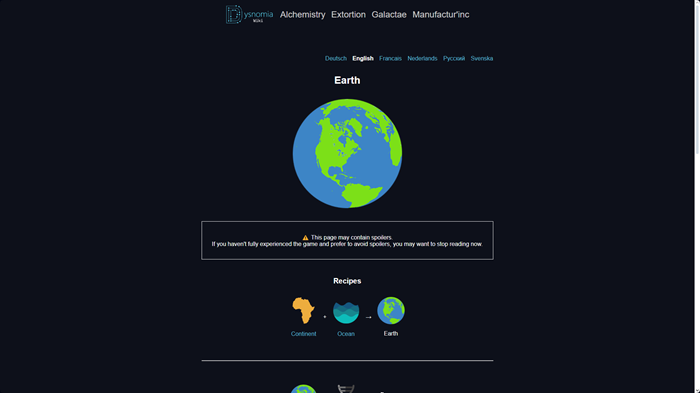 Dysnomia WIKI Alchemistry Extortion Galactae Manufactur'inc
Deutsch English Francais Nederlands Русский Svenska
Earth
⚠ This page may contain spoilers.
If you haven't fully experienced the game and prefer to avoid spoilers, you may want to stop reading now.
Recipes
+ →
Continent Ocean Earth